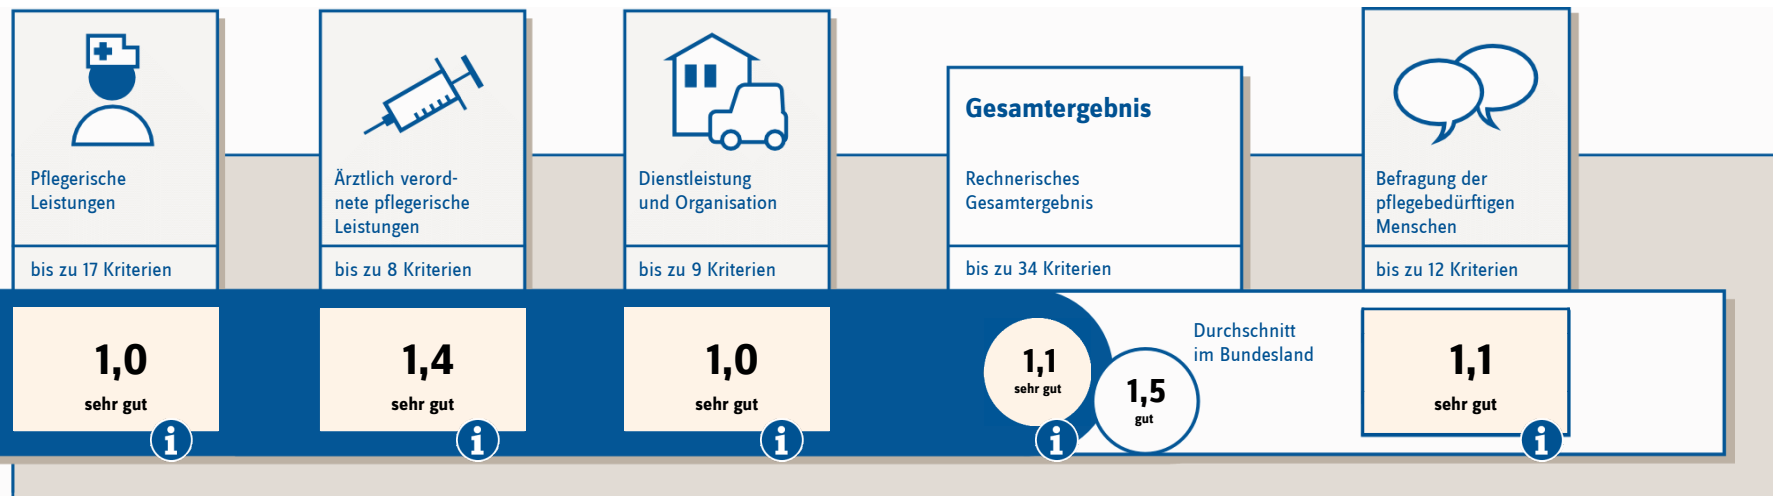 Pflegerische
Leistungen
bis zu 17 Kriterien
1,0
sehr gut
i
Ärztlich verord-
nete pflegerische
Leistungen
bis zu 8 Kriterien
1,4
sehr gut
i
Dienstleistung
und Organisation
bis zu 9 Kriterien
1,0
sehr gut
i
Gesamtergebnis
Rechnerisches
Gesamtergebnis
bis zu 34 Kriterien
1,1
sehr gut
i
1,5
gut
Durchschnitt
im Bundesland
Befragung der
pflegebedürftigen
Menschen
bis zu 12 Kriterien
1,1
sehr gut
i